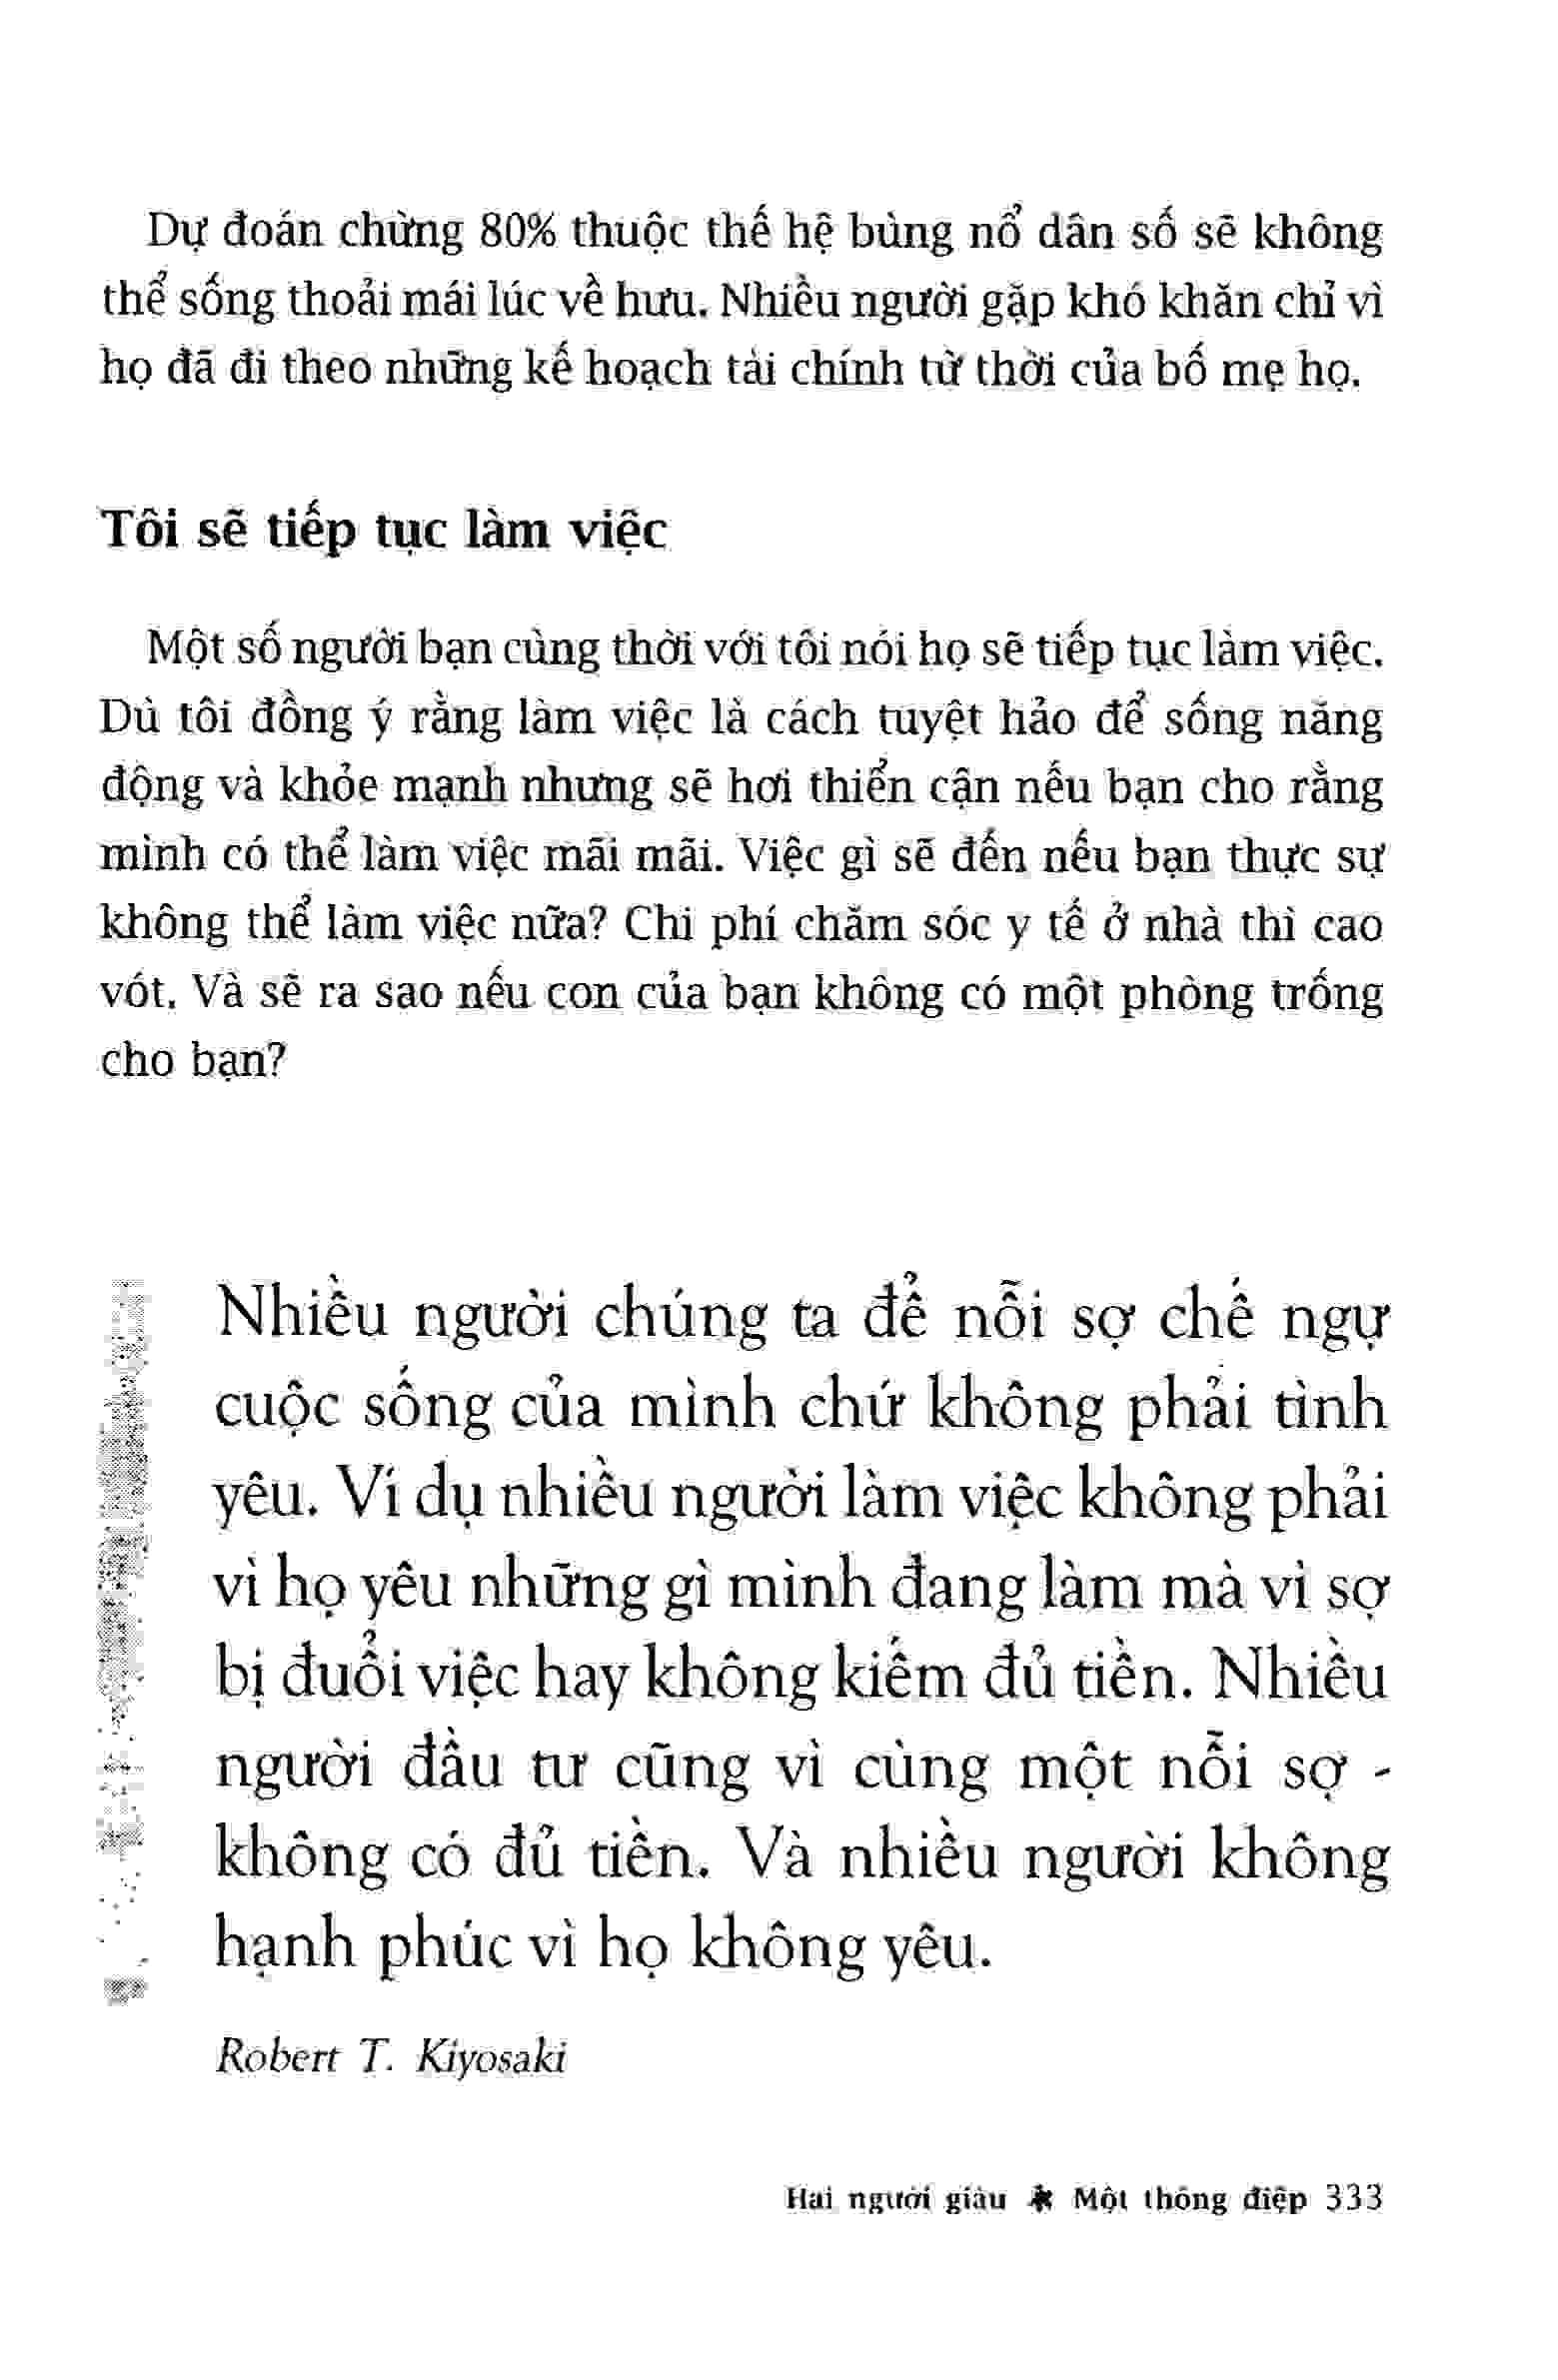 Dự đoán chừng 80% thuộc thế hệ bùng nổ dân số sẽ không
thể sống thoải mái lúc về hưu. Nhiều người gặp khó khăn chỉ vì
họ đã đi theo những kế hoạch tài chính từ thời của bố mẹ họ.
Tôi sẽ tiếp tục làm việc
Một số người bạn cùng thời với tôi nói họ sẽ tiếp tục làm việc.
Dù tôi đồng ý rằng làm việc là cách tuyệt hảo để sống năng
động và khỏe mạnh nhưng sẽ hơi thiển cận nếu bạn cho rằng
mình có thể làm việc mãi mãi. Việc gì sẽ đến nếu bạn thực sự
không thể làm việc nữa? Chi phí chăm sóc y tế ở nhà thì cao
vót. Và sẽ ra sao nếu con của bạn không có một phòng trống
cho bạn?
Nhiều người chúng ta để nỗi sợ chế ngự
cuộc sống của mình chứ không phải tình
yêu. Ví dụ nhiều người làm việc không phải
vì họ yêu những gì mình đang làm mà vì sợ
bị đuổi việc hay không kiếm đủ tiền. Nhiều
người đầu tư cũng vì cùng một nỗi sợ -
không có đủ tiền. Và nhiều người không
hạnh phúc vì họ không yêu.
Robert T. Kiyosaki
Hai người giàu ✱ Một thông điệp 333